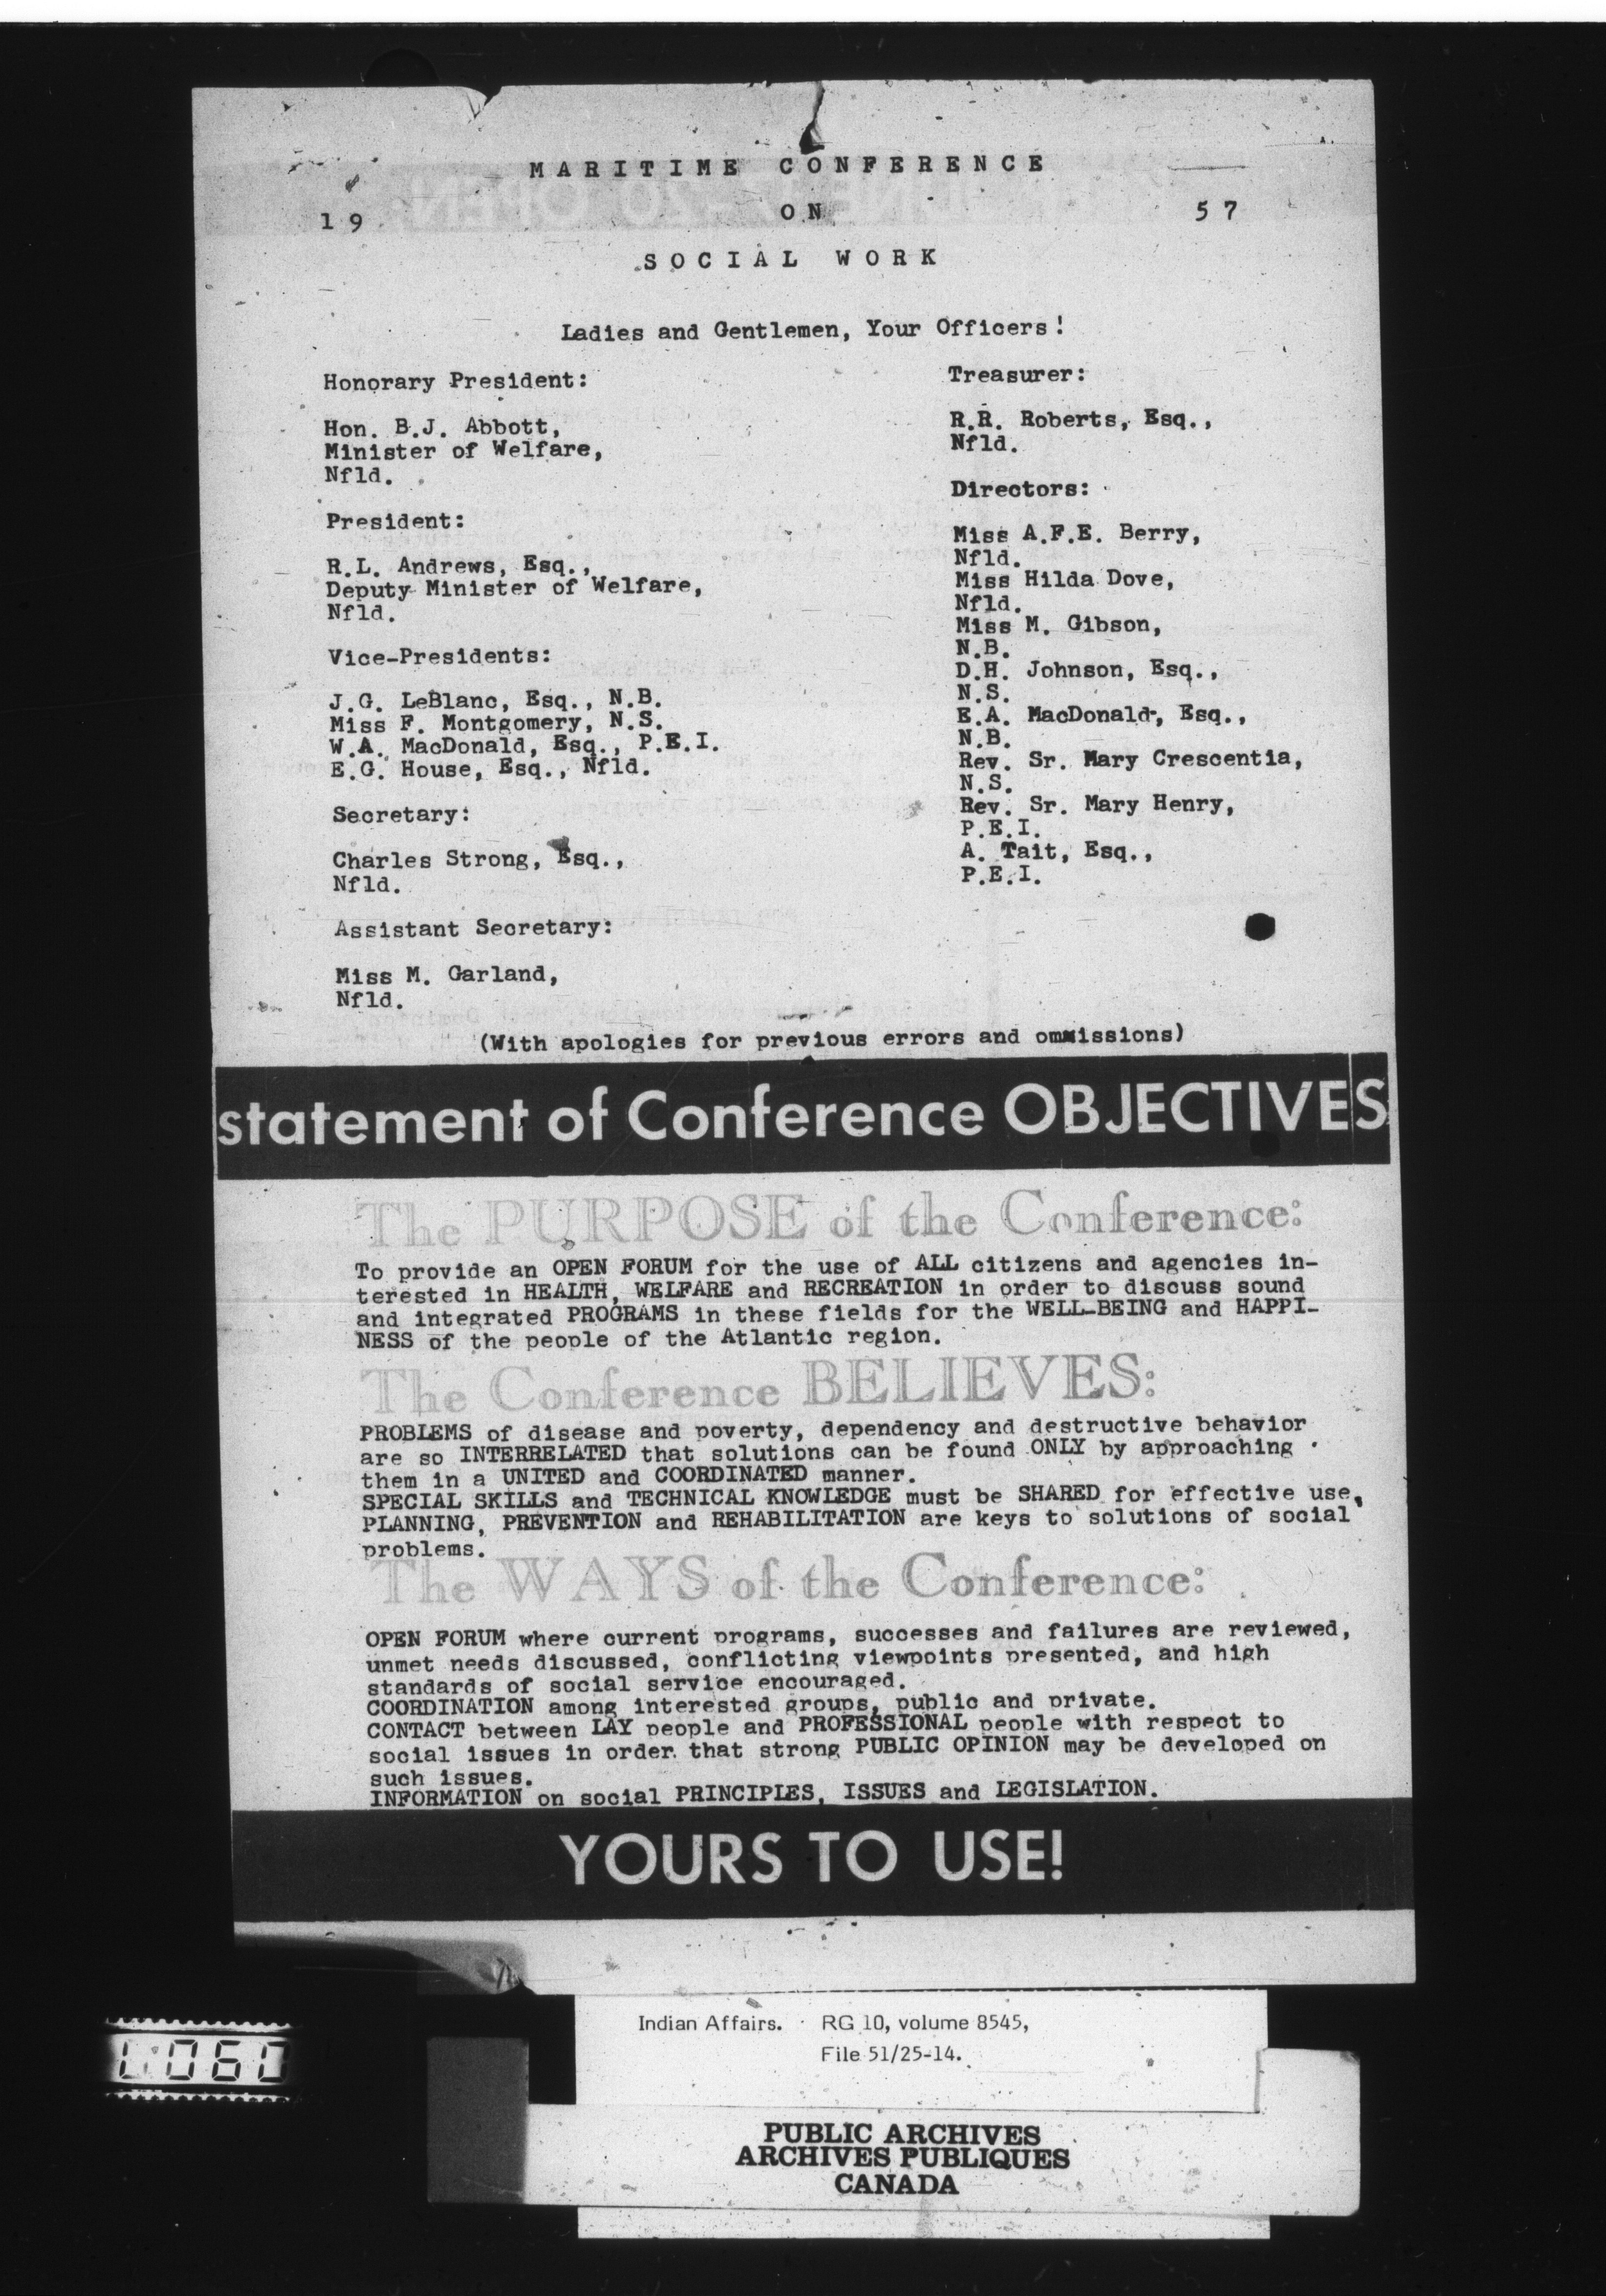 MARITIME CONFERENCE
19 ON 57
SOCIAL WORK
Ladies and Gentlemen, Your Officers!
Honorary President:
Hon. B.J. Abbott,
Minister of Welfare,
Nfld.
President:
R.L. Andrews, Esq.,
Deputy Minister of Welfare,
Nfld.
Vice-Presidents:
J.G. LeBlanc, Esq., N.B.
Miss F. Montgomery, N.S.
W.A. MacDonald, Esq., P.E.I.
E.G. House, Esq., Nfld.
Secretary:
Charles Strong, Esq.,
Nfld.
Assistant Secretary:
Miss M. Garland,
Nfld.
Treasurer:
R.R. Roberts, Esq.,
Nfld.
Directors:
Miss A.F.E. Berry,
Nfld.
Miss Hilda Dove,
Nfld.
Miss M. Gibson,
N.B.
D.H. Johnson, Esq.,
N.S.
E.A. MacDonald, Esq.,
N.B.
Rev. Sr. Mary Crescentia,
N.S.
Rev. Sr. Mary Henry,
P.E.I.
A. Tait, Esq.,
P.E.I.
(With apologies for previous errors and ommissions)
statement of Conference OBJECTIVES
The PURPOSE of the Conference:
To provide an OPEN FORUM for the use of ALL citizens and agencies in-
terested in HEALTH, WELFARE and RECREATION in order to discuss sound
and integrated PROGRAMS in these fields for the WELL-BEING and HAPPI-
NESS of the people of the Atlantic region.
The Conference BELIEVES:
PROBLEMS of disease and poverty, dependency and destructive behavior
are so INTERRELATED that solutions can be found ONLY by approaching
them in a UNITED and COORDINATED manner.
SPECIAL SKILLS and TECHNICAL KNOWLEDGE must be SHARED for effective use,
PLANNING, PREVENTION and REHABILITATION are keys to solutions of social
problems.
The WAYS of the Conference:
OPEN FORUM where current programs, successes and failures are reviewed,
unmet needs discussed, conflicting viewpoints presented, and high
standards of social service encouraged.
COORDINATION among interested groups, public and private.
CONTACT between LAY people and PROFESSIONAL people with respect to
social issues in order that strong PUBLIC OPINION may be developed on
such issues.
INFORMATION on social PRINCIPLES, ISSUES and LEGISLATION.
YOURS TO USE!
Indian Affairs. RG 10, volume 8545,
File 51/25-14.
PUBLIC ARCHIVES
ARCHIVES PUBLIQUES
CANADA